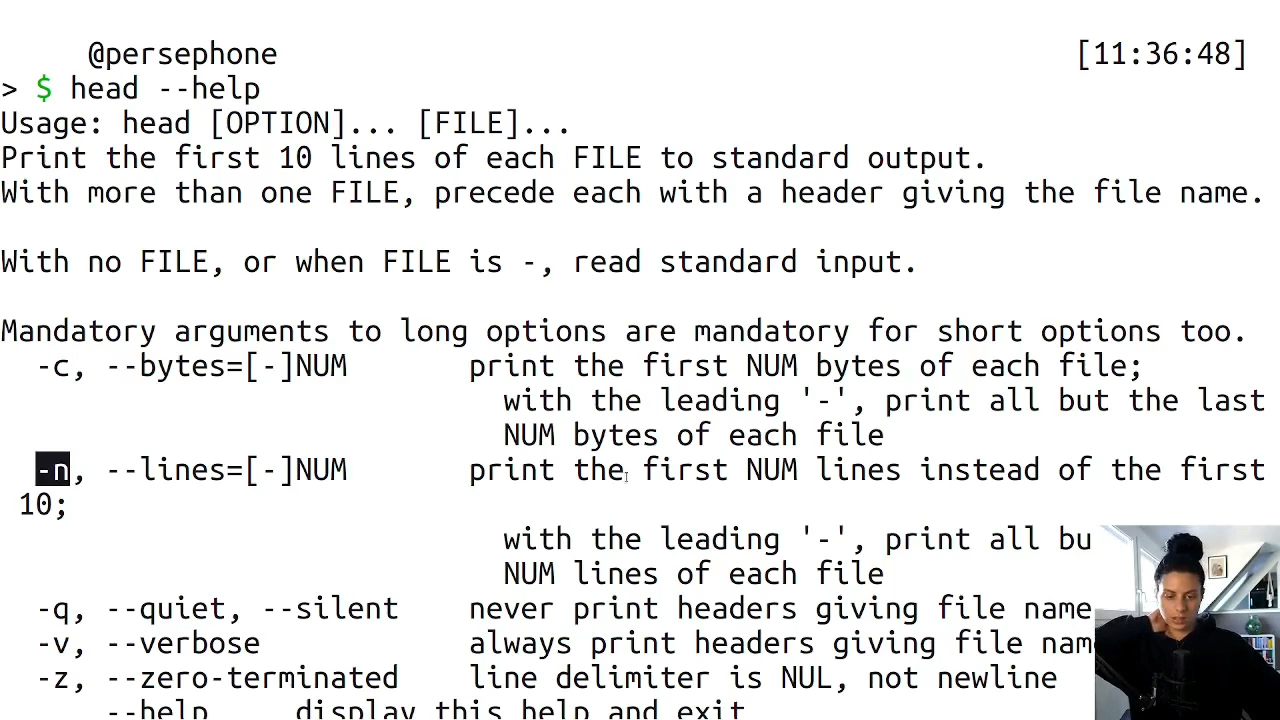 @persephone [11:36:48]
> $ head --help
Usage: head [OPTION]... [FILE]...
Print the first 10 lines of each FILE to standard output.
With more than one FILE, precede each with a header giving the file name.
With no FILE, or when FILE is -, read standard input.
Mandatory arguments to long options are mandatory for short options too.
-c, --bytes=[-]NUM print the first NUM bytes of each file;
with the leading '-', print all but the last
NUM bytes of each file
-n, --lines=[-]NUM print the first NUM lines instead of the first
10;
with the leading '-', print all bu
NUM lines of each file
-q, --quiet, --silent never print headers giving file name
-v, --verbose always print headers giving file nam
-z, --zero-terminated line delimiter is NUL, not newline
--help display this help and exit